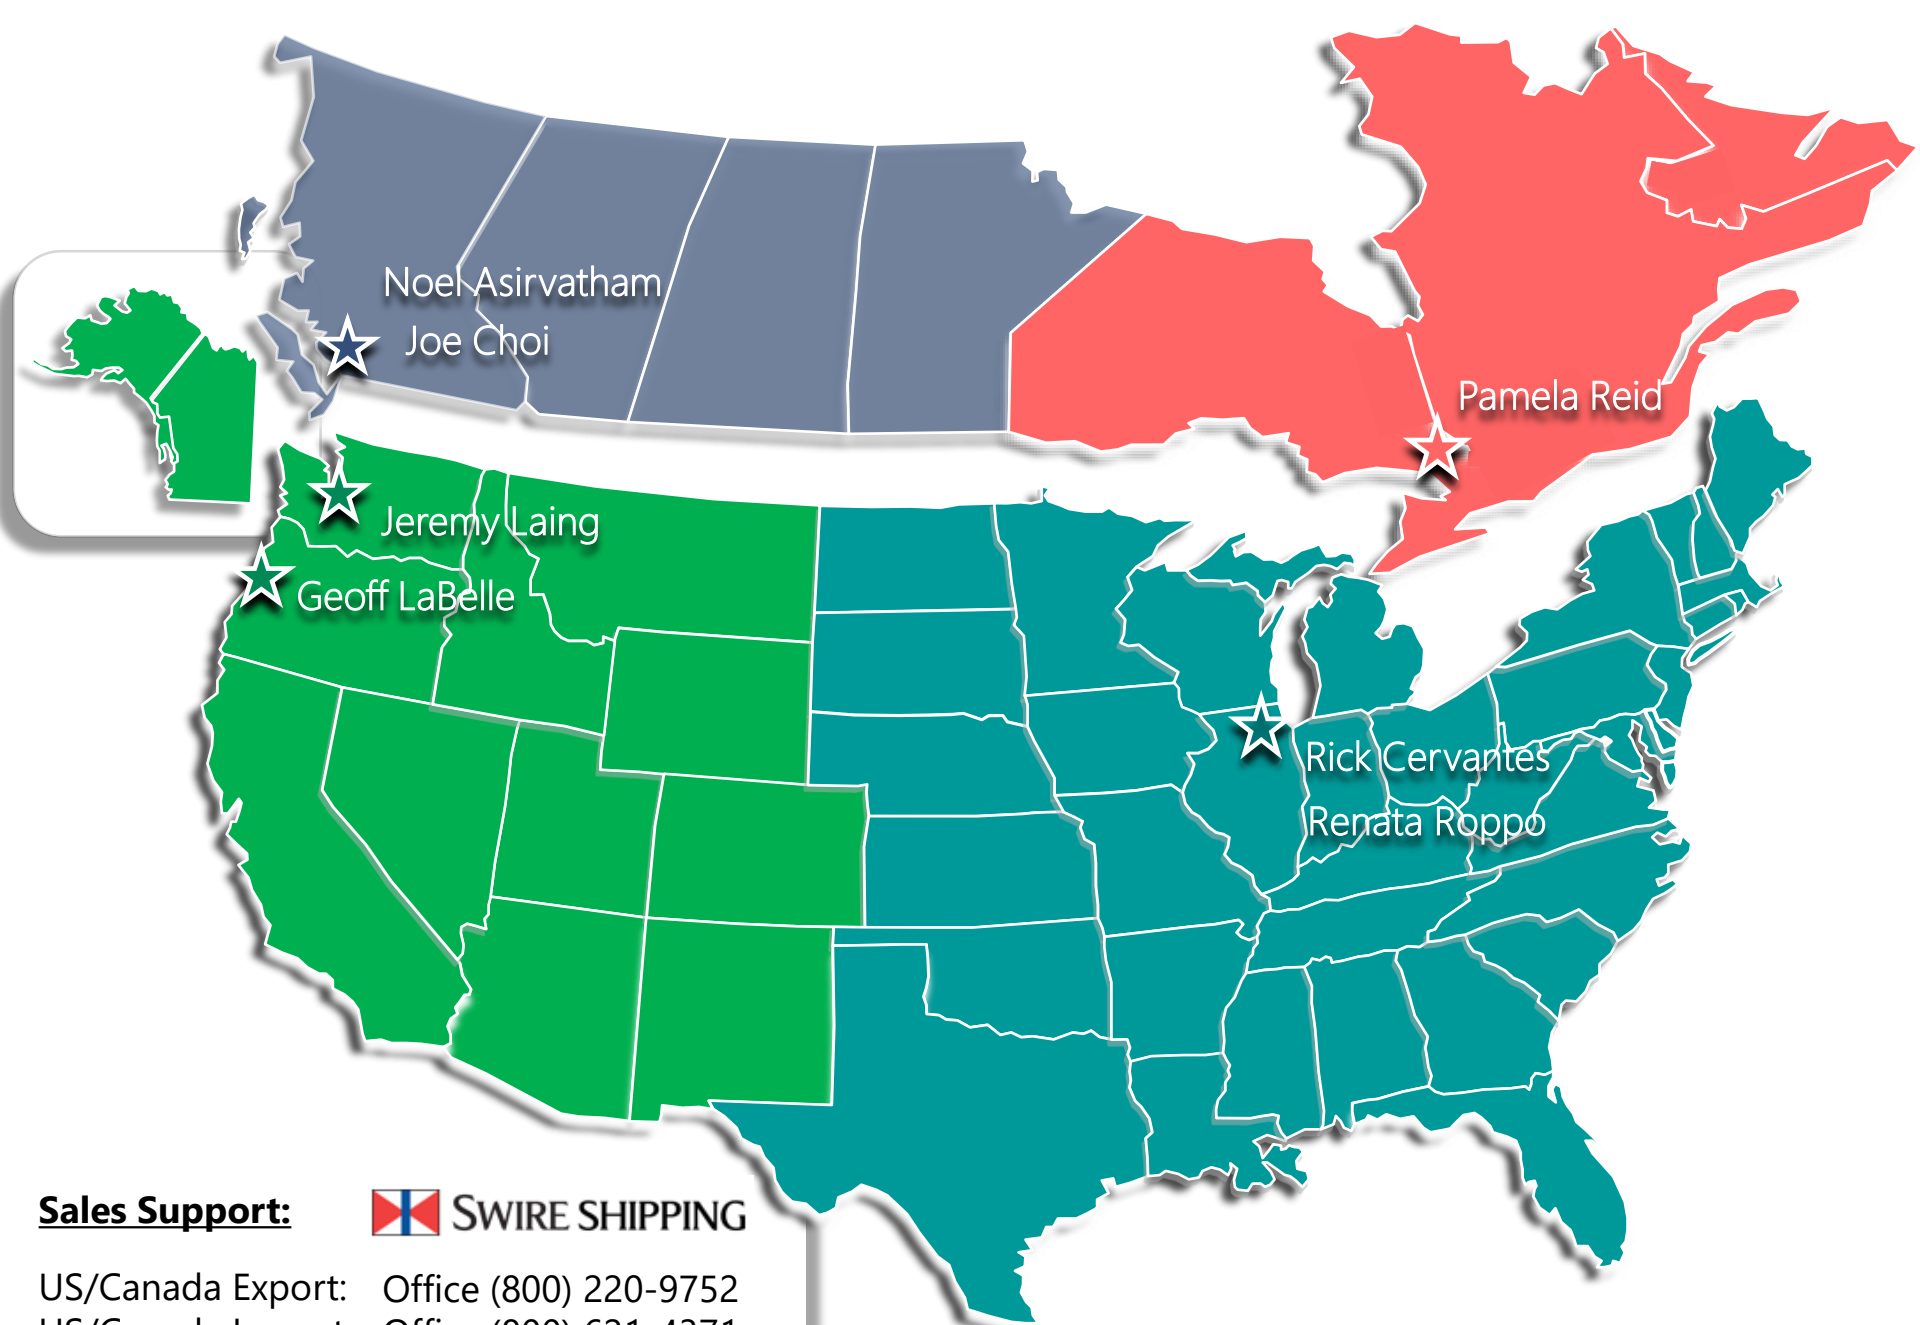 Noel Asirvatham
Joe Choi
Pamela Reid
Jeremy Laing
Geoff LaBelle
Rick Cervantes
Renata Roppo
Sales Support:
SWIRE SHIPPING
US/Canada Export: Office (800) 220-9752